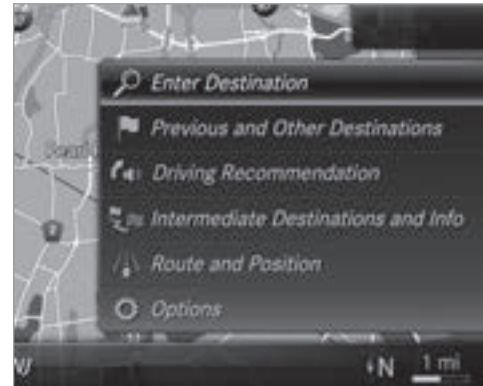 Enter Destination
Previous and Other Destinations
Driving Recommendation
Intermediate Destinations and Info
Route and Position
Options
N 1 mi